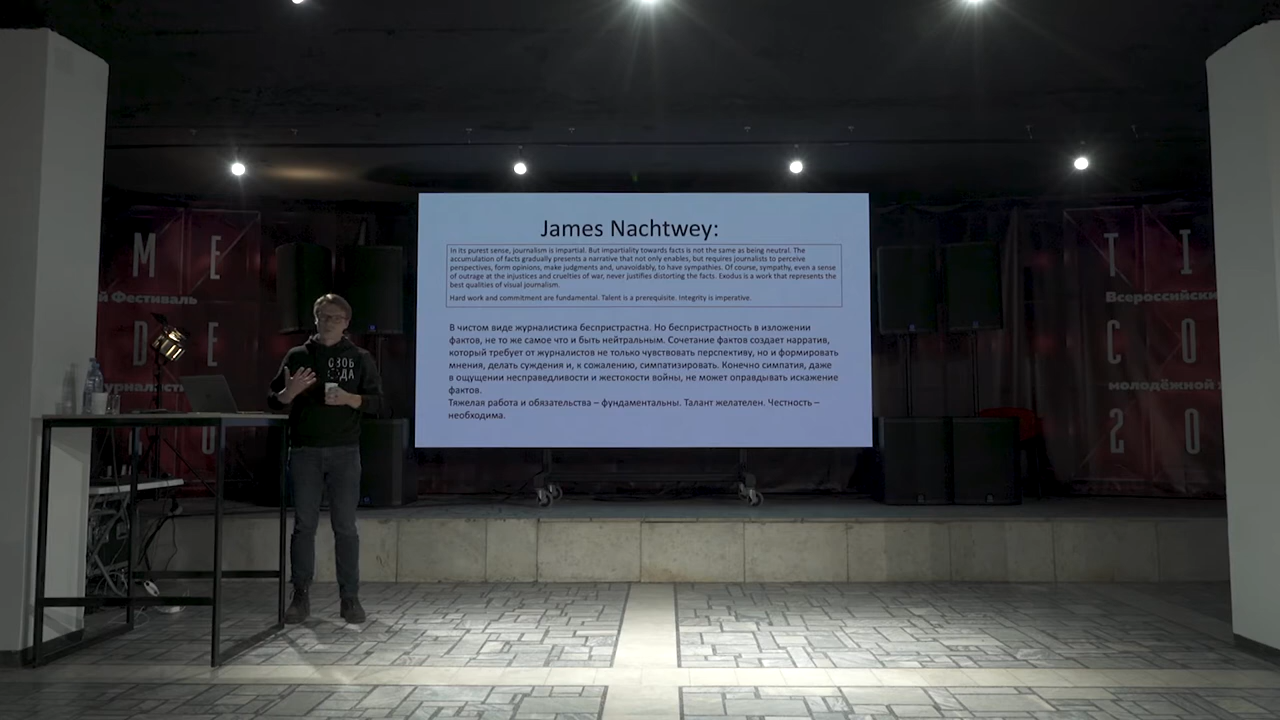 James Nachtwey:
In its purest sense, journalism is impartial. But impartiality towards facts is not the same as being neutral. The
accumulation of facts gradually presents a narrative that not only enables, but requires journalists to perceive
perspectives, form opinions, make judgments and, unavoidably, to have sympathies. Of course, sympathy, even a sense
of outrage at the injustices and cruelties of war, never justifies distorting the facts. Exodus is a work that represents the
best qualities of visual journalism.
Hard work and commitment are fundamental. Talent is a prerequisite. Integrity is imperative.
В чистом виде журналистика беспристрастна. Но беспристрастность в изложении
фактов, не то же самое что и быть нейтральным. Сочетание фактов создает нарратив,
который требует от журналистов не только чувствовать перспективу, но и формировать
мнения, делать суждения и, к сожалению, симпатизировать. Конечно симпатия, даже
в ощущении несправедливости и жестокости войны, не может оправдывать искажение
фактов.
Тяжелая работа и обязательства – фундаментальны. Талант желателен. Честность –
необходима.
M E
й Фестиваль
D E
урналист
СВОБ
ОДА
T I
Всероссийски
C O
молодёжной
2 0